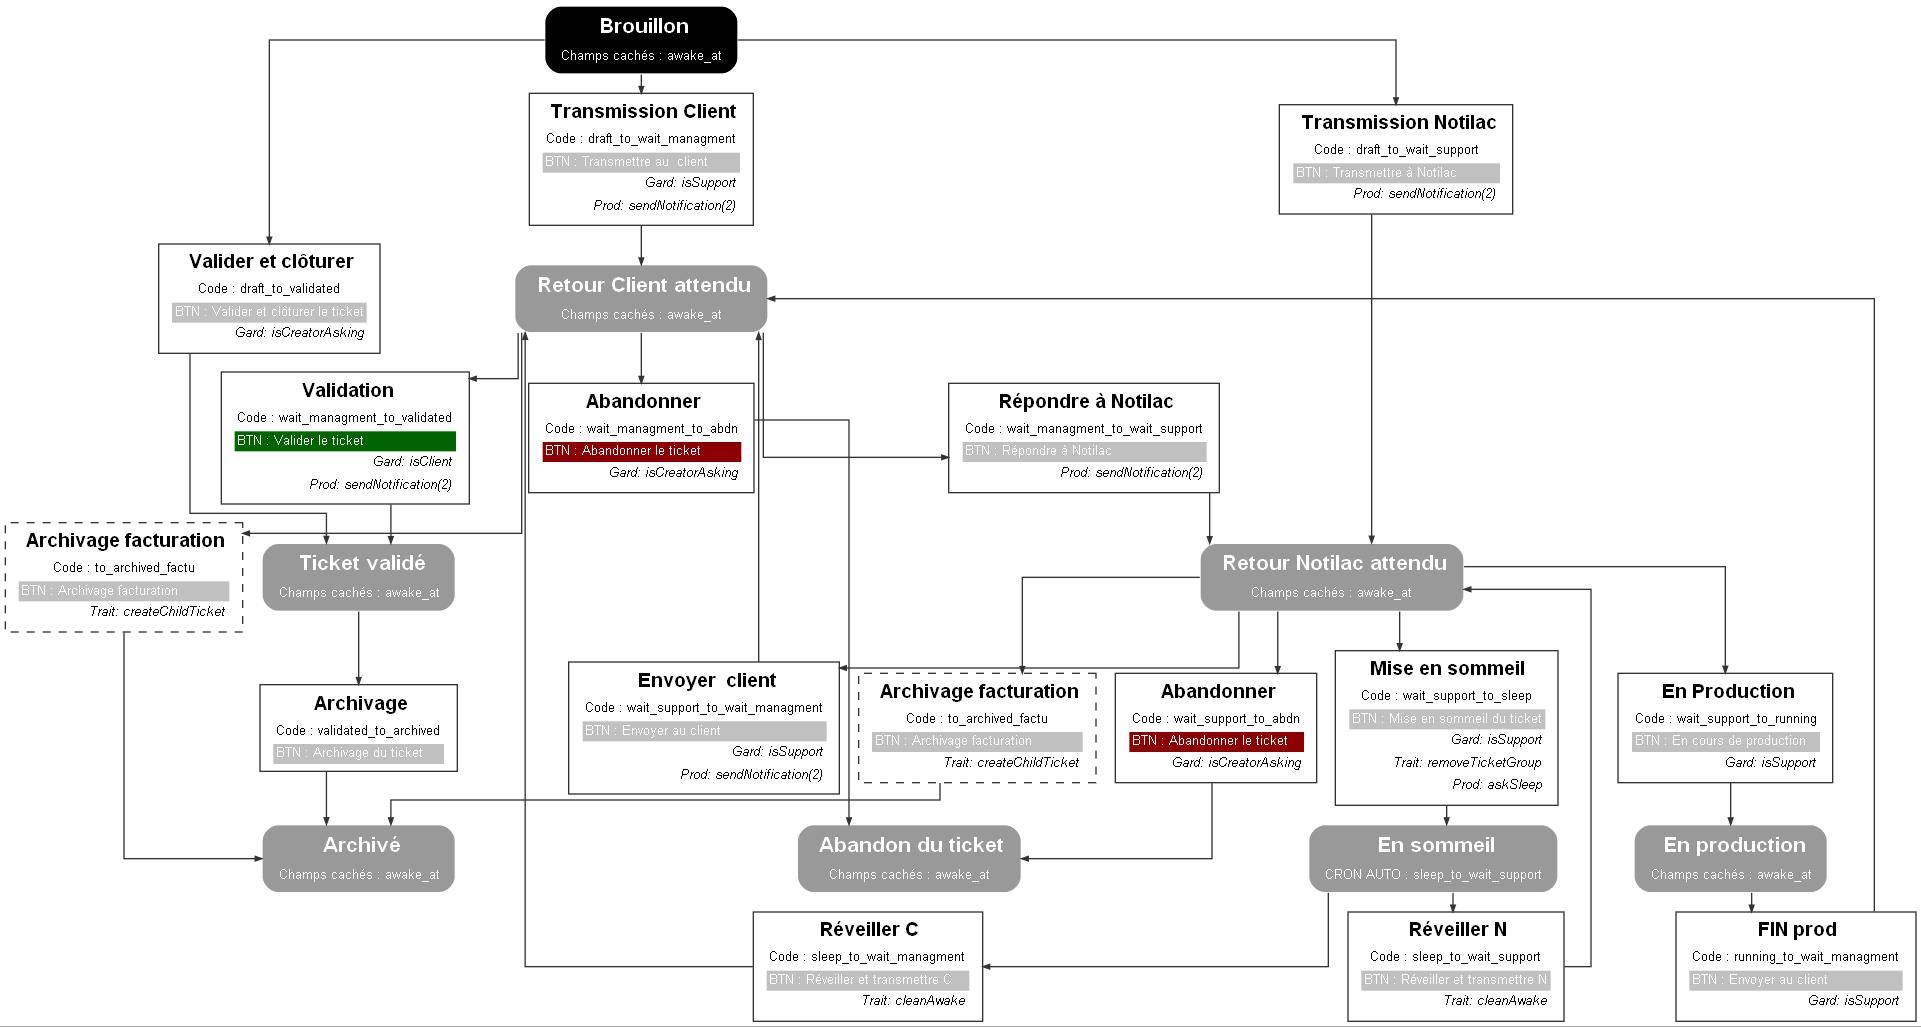 Brouillon
Champs cachés : awake_at
Transmission Client
Code : draft_to_wait_managment
BTN : Transmettre au  client
Gard: isSupport
Prod: sendNotification(2)
Transmission Notilac
Code : draft_to_wait_support
BTN : Transmettre à Notilac
Prod: sendNotification(2)
Valider et clôturer
Code : draft_to_validated
BTN : Valider et clôturer le ticket
Gard: isCreatorAsking
Retour Client attendu
Champs cachés : awake_at
Validation
Code : wait_managment_to_validated
BTN : Valider le ticket
Gard: isClient
Prod: sendNotification(2)
Abandonner
Code : wait_managment_to_abdn
BTN : Abandonner le ticket
Gard: isCreatorAsking
Répondre à Notilac
Code : wait_managment_to_wait_support
BTN : Répondre à Notilac
Prod: sendNotification(2)
Archivage facturation
Code : to_archived_factu
BTN : Archivage facturation
Trait: createChildTicket
Ticket validé
Champs cachés : awake_at
Retour Notilac attendu
Champs cachés : awake_at
Archivage
Code : validated_to_archived
BTN : Archivage du ticket
Envoyer  client
Code : wait_support_to_wait_managment
BTN : Envoyer au client
Gard: isSupport
Prod: sendNotification(2)
Archivage facturation
Code : to_archived_factu
BTN : Archivage facturation
Trait: createChildTicket
Abandonner
Code : wait_support_to_abdn
BTN : Abandonner le ticket
Gard: isCreatorAsking
Mise en sommeil
Code : wait_support_to_sleep
BTN : Mise en sommeil du ticket
Gard: isSupport
Trait: removeTicketGroup
Prod: askSleep
En Production
Code : wait_support_to_running
BTN : En cours de production
Gard: isSupport
Archivé
Champs cachés : awake_at
Abandon du ticket
Champs cachés : awake_at
En sommeil
CRON AUTO : sleep_to_wait_support
En production
Champs cachés : awake_at
Réveiller C
Code : sleep_to_wait_managment
BTN : Réveiller et transmettre C
Trait: cleanAwake
Réveiller N
Code : sleep_to_wait_support
BTN : Réveiller et transmettre N
Trait: cleanAwake
FIN prod
Code : running_to_wait_managment
BTN : Envoyer au client
Gard: isSupport